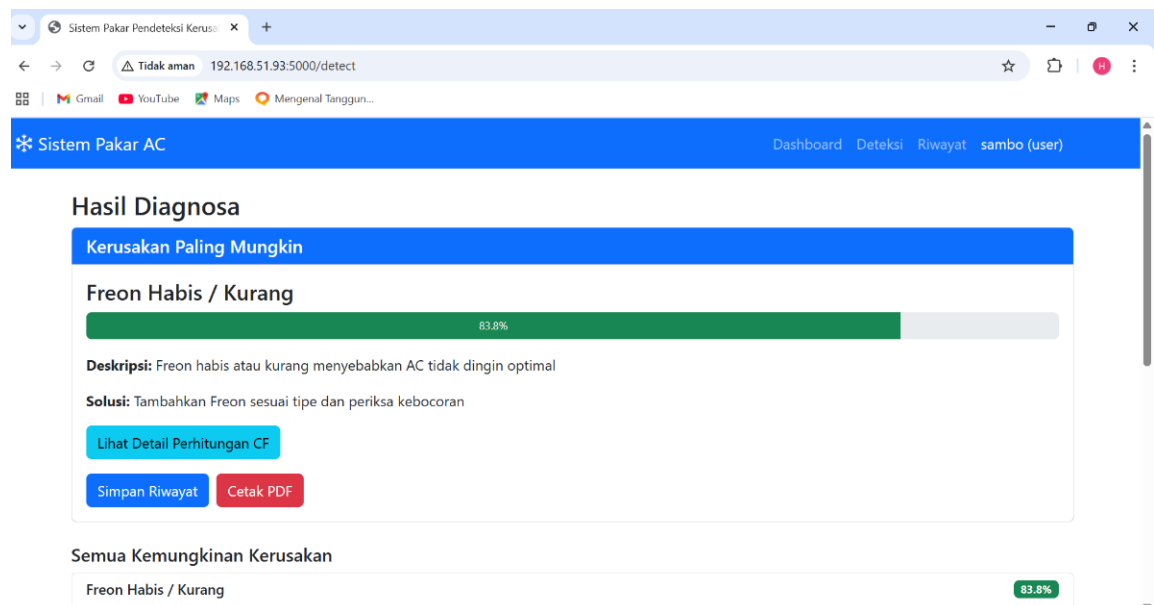 Sistem Pakar Pendeteksi Kerusa
Tidak aman 192.168.51.93:5000/detect
H
Gmail YouTube Maps Mengenal Tanggun...
Sistem Pakar AC Dashboard Deteksi Riwayat sambo (user)
Hasil Diagnosa
Kerusakan Paling Mungkin
Freon Habis / Kurang
83.8%
Deskripsi: Freon habis atau kurang menyebabkan AC tidak dingin optimal
Solusi: Tambahkan Freon sesuai tipe dan periksa kebocoran
Lihat Detail Perhitungan CF
Simpan Riwayat Cetak PDF
Semua Kemungkinan Kerusakan
Freon Habis / Kurang 83.8%